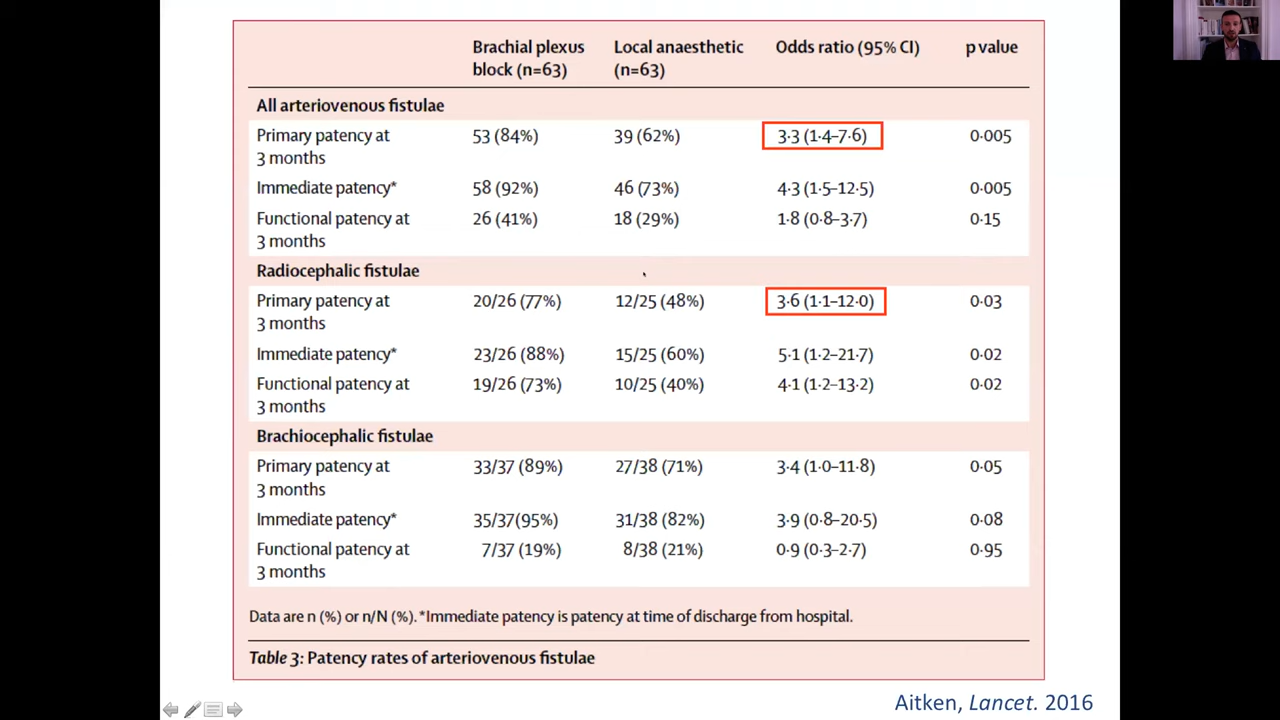 Brachial plexus block (n=63) Local anaesthetic (n=63) Odds ratio (95% CI) p value
All arteriovenous fistulae
Primary patency at 3 months 53 (84%) 39 (62%) 3·3 (1·4–7·6) 0·005
Immediate patency* 58 (92%) 46 (73%) 4·3 (1·5–12·5) 0·005
Functional patency at 3 months 26 (41%) 18 (29%) 1·8 (0·8–3·7) 0·15
Radiocephalic fistulae
Primary patency at 3 months 20/26 (77%) 12/25 (48%) 3·6 (1·1–12·0) 0·03
Immediate patency* 23/26 (88%) 15/25 (60%) 5·1 (1·2–21·7) 0·02
Functional patency at 3 months 19/26 (73%) 10/25 (40%) 4·1 (1·2–13·2) 0·02
Brachiocephalic fistulae
Primary patency at 3 months 33/37 (89%) 27/38 (71%) 3·4 (1·0–11·8) 0·05
Immediate patency* 35/37(95%) 31/38 (82%) 3·9 (0·8–20·5) 0·08
Functional patency at 3 months 7/37 (19%) 8/38 (21%) 0·9 (0·3–2·7) 0·95
Data are n (%) or n/N (%). *Immediate patency is patency at time of discharge from hospital.
Table 3: Patency rates of arteriovenous fistulae
Aitken, Lancet. 2016